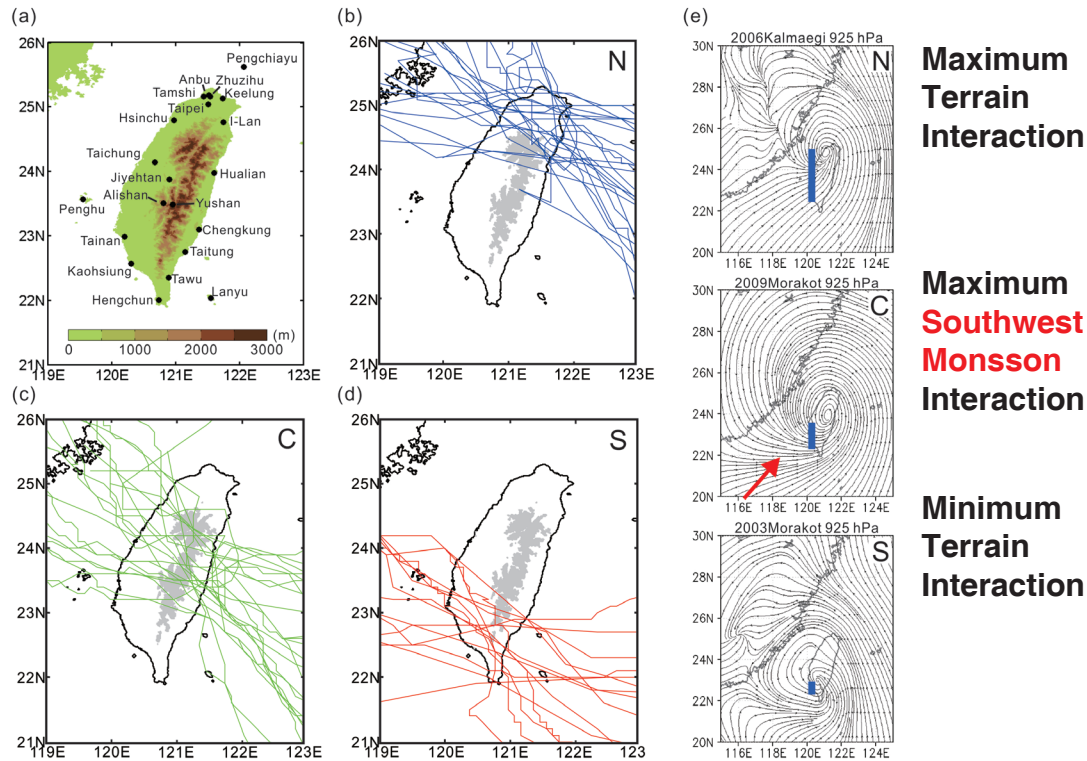 (a)
26N
25N
24N
23N
22N
21N
119E 120E 121E 122E 123E
Pengchiayu
Anbu Zhuzihu
Tamshi Keelung
Taipei
Hsinchu I-Lan
Taichung
Jiyehtan Hualian
Alishan
Penghu Yushan
Chengkung
Tainan Taitung
Kaohsiung Tawu
Lanyu
Hengchun
(m)
0 1000 2000 3000
(b)
N
26N
25N
24N
23N
22N
21N
119E 120E 121E 122E 123E
(c)
C
26N
25N
24N
23N
22N
21N
119E 120E 121E 122E 123E
(d)
S
26N
25N
24N
23N
22N
21N
119E 120E 121E 122E 123E
(e)
2006Kalmaegi 925 hPa
N
30N
28N
26N
24N
22N
20N
116E 118E 120E 122E 124E
2009Morakot 925 hPa
C
30N
28N
26N
24N
22N
20N
116E 118E 120E 122E 124E
2003Morakot 925 hPa
S
30N
28N
26N
24N
22N
20N
116E 118E 120E 122E 124E
Maximum
Terrain
Interaction
Maximum
Southwest
Monsson
Interaction
Minimum
Terrain
Interaction